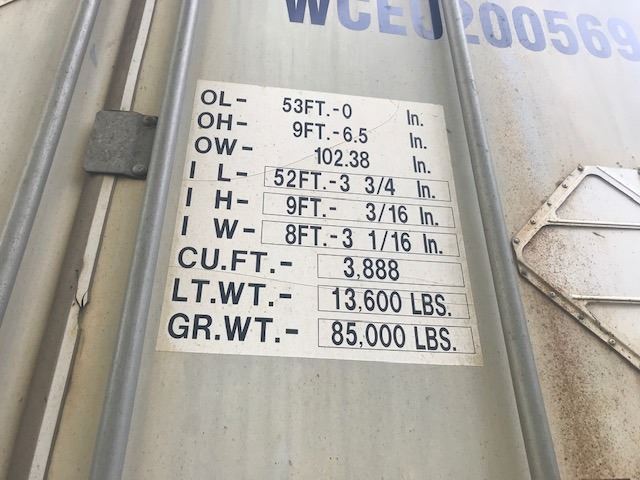 WCEU200569
OL- 53FT.-0 In.
OH- 9FT.-6.5 In.
OW- 102.38 In.
I L- 52FT.-3 3/4 In.
I H- 9FT.- 3/16 In.
I W- 8FT.-3 1/16 In.
CU.FT.- 3,888
LT.WT.- 13,600 LBS.
GR.WT.- 85,000 LBS.